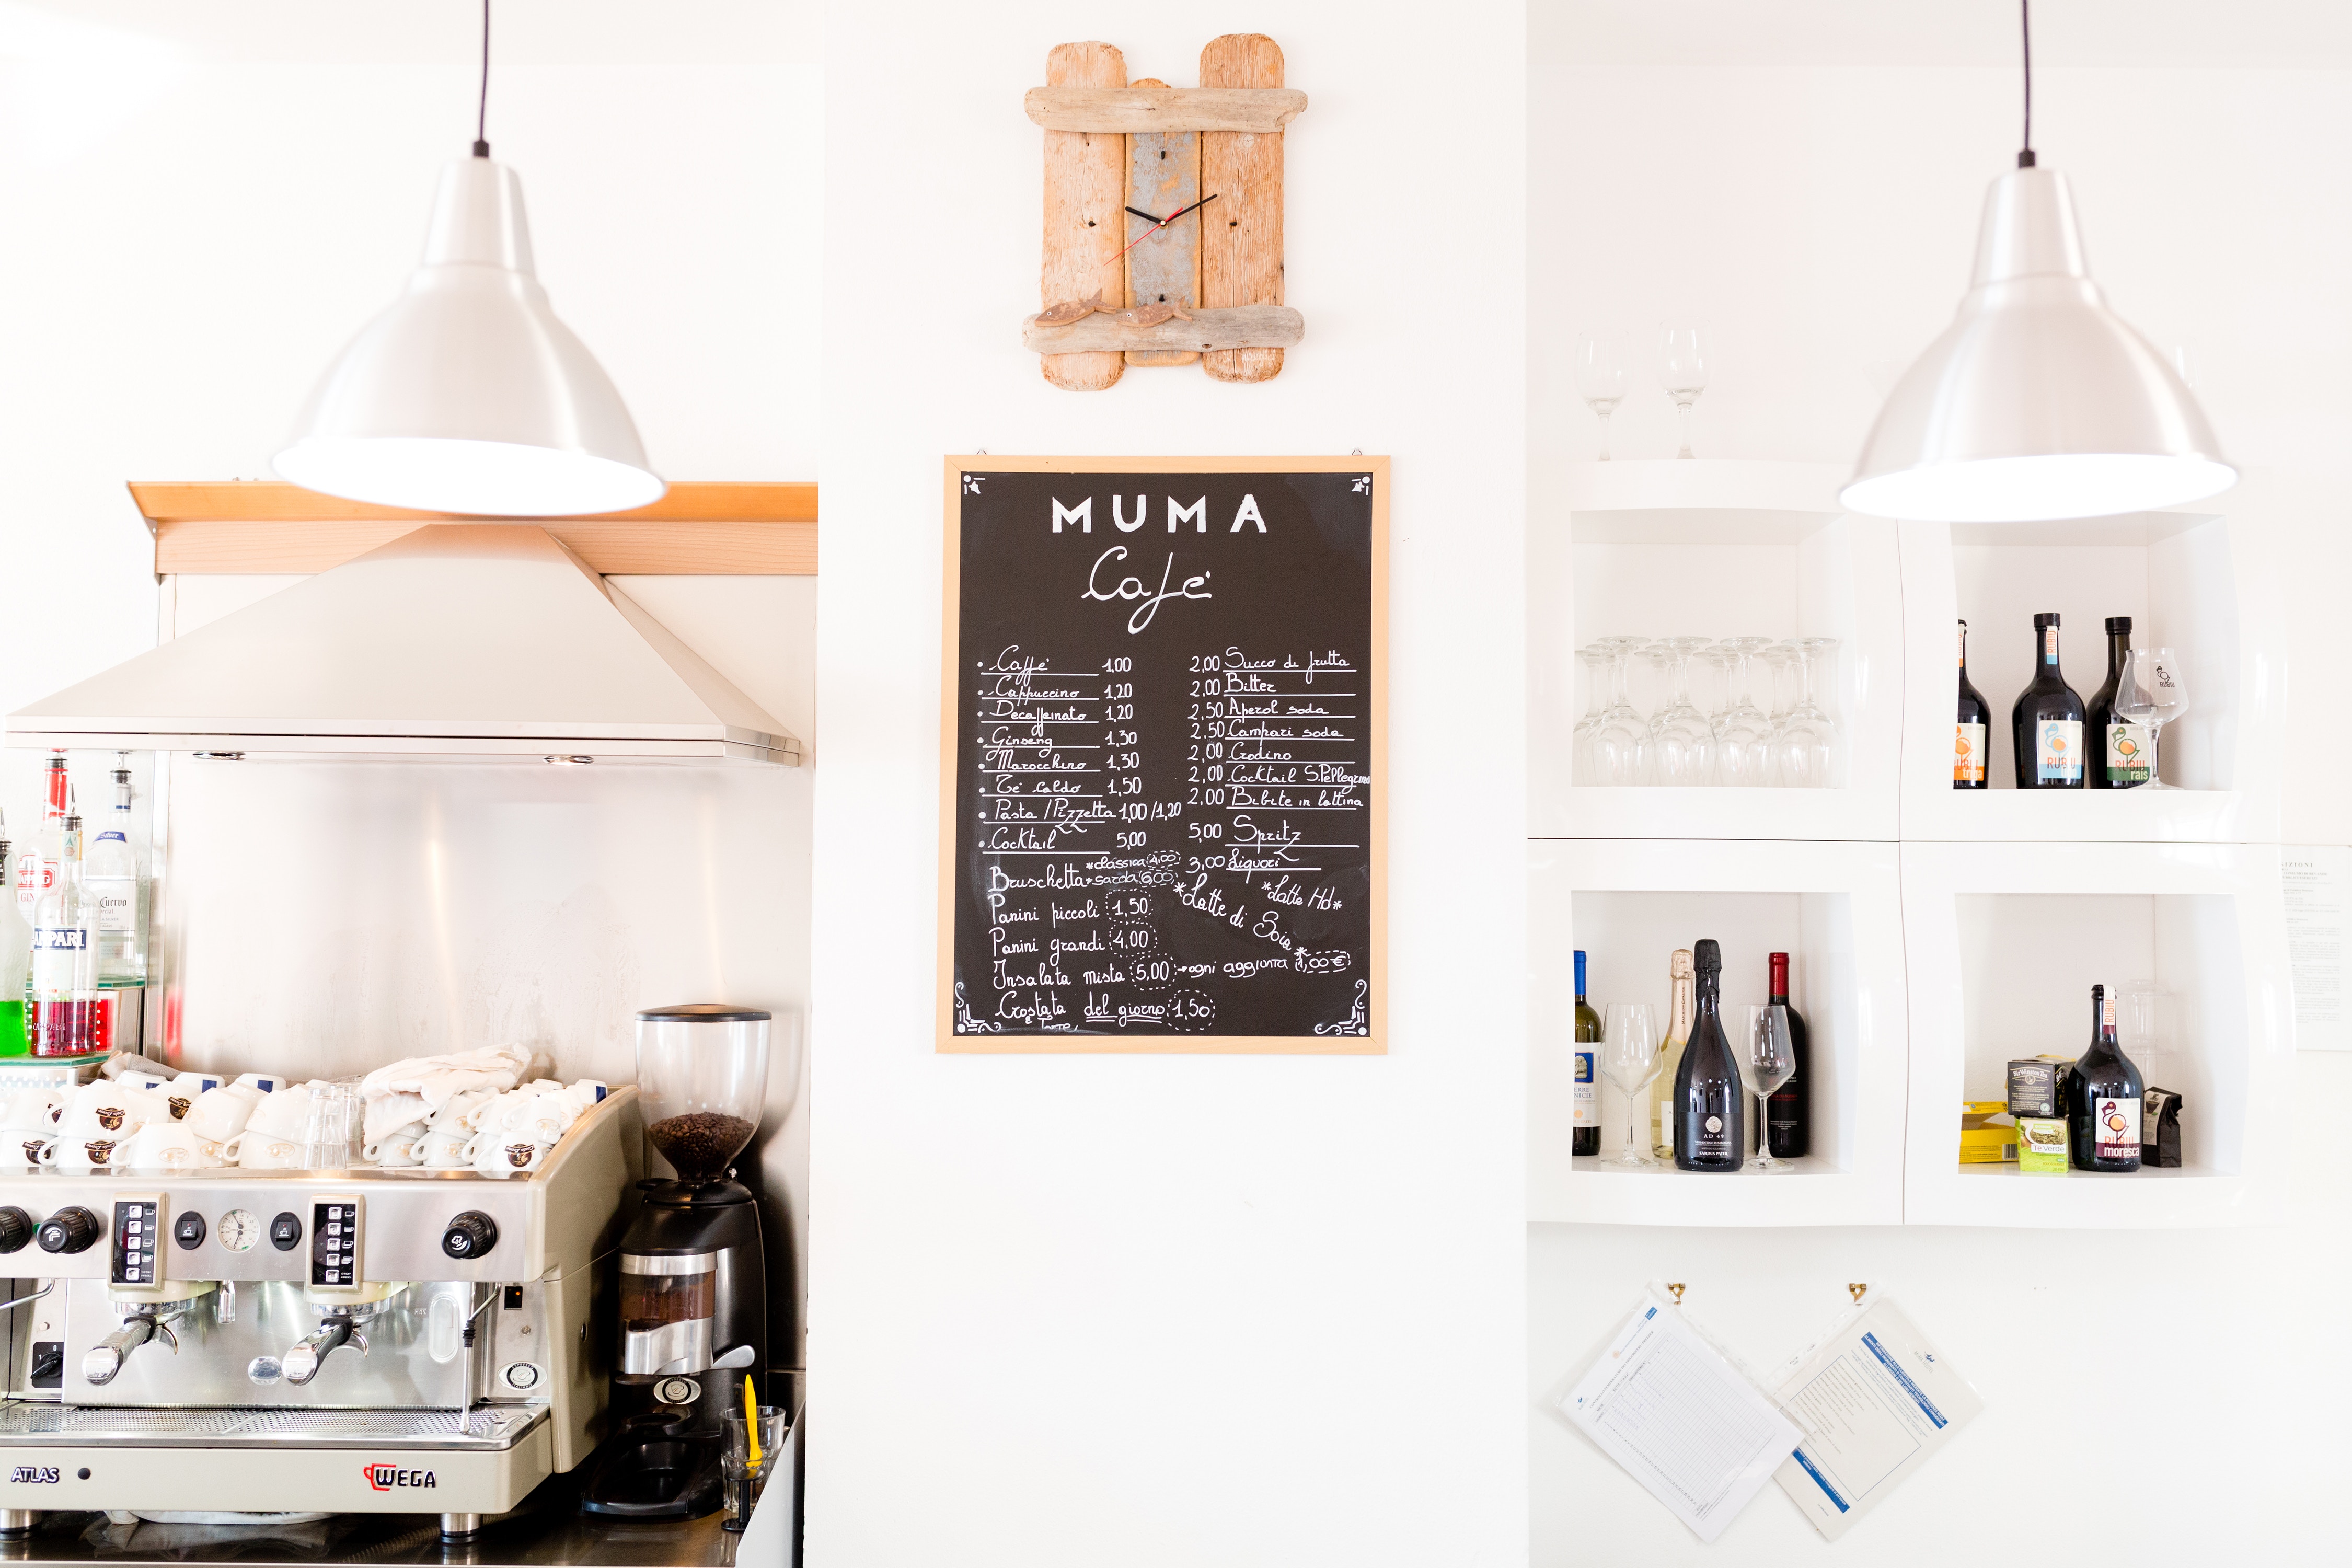 MUMA
Cafè
• Caffè 1,00
• Cappuccino 1,20
• Decaffeinato 1,20
• Ginseng 1,30
• Marocchino 1,30
• Tè caldo 1,50
• Pasta / Pizzetta 1,00 / 1,20
• Cocktail 5,00
Bruschetta *classica 4,00
*sarda 6,00
Panini piccoli 1,50
Panini grandi 4,00
Insalata mista 5,00 → ogni aggiunta 1,00 €
Crostata del giorno 1,50
e Torte
2,00 Succo di frutta
2,00 Bitter
2,50 Aperol soda
2,50 Campari soda
2,00 Crodino
2,00 Cocktail S.Pellegrino
2,00 Bibite in lattina
5,00 Spritz
3,00 Liquori
*Latte Hd*
*Latte di Soia*
GIN
Cuervo
RUBIU
RUBIU
rais
AD 49
SARDUS PATER
Te Verde
RUBIU
moresca
ATLAS
WEGA